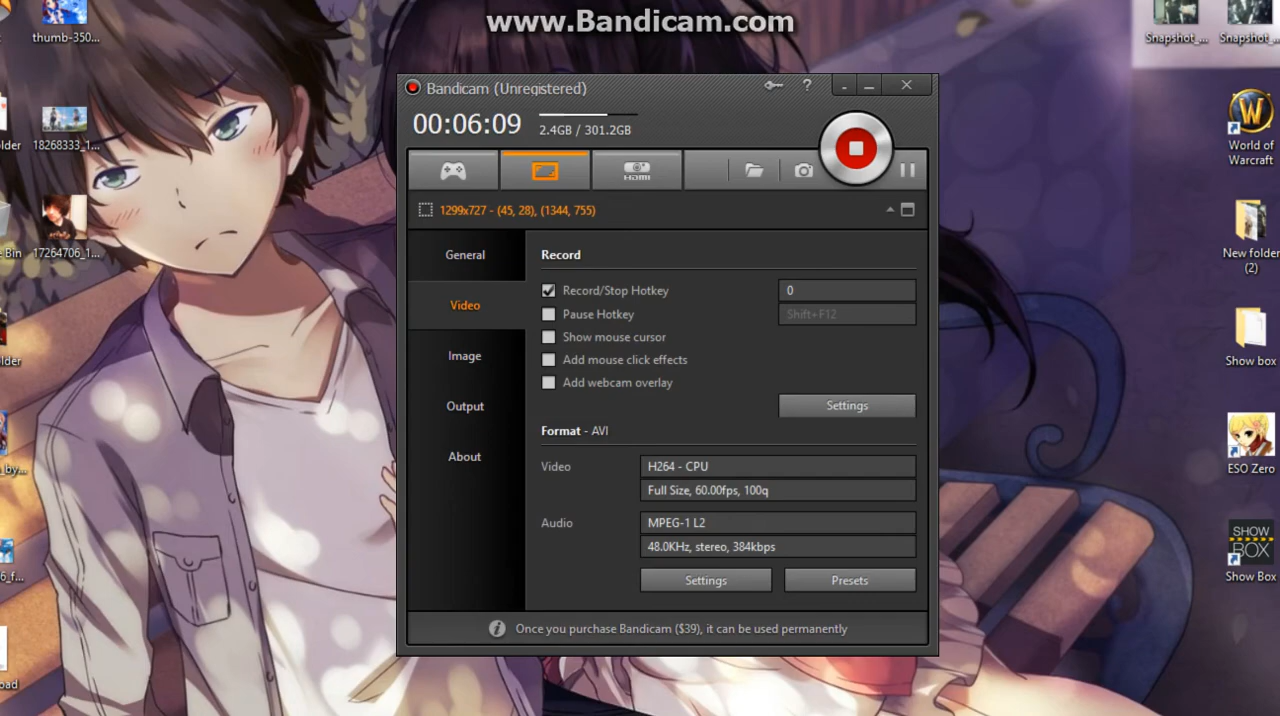 www.Bandicam.com
thumb-350...
Snapshot_...
Snapshot_...
Bandicam (Unregistered)
?
00:06:09
2.4GB / 301.2GB
18268333_1...
World of
Warcraft
HDMI
1299x727 - (45, 28), (1344, 755)
17264706_1...
New folder
(2)
General
Record
Record/Stop Hotkey
0
Video
Pause Hotkey
Shift+F12
Show mouse cursor
Image
Add mouse click effects
Show box
Add webcam overlay
Output
Settings
Format - AVI
About
Video
H264 - CPU
ESO Zero
Full Size, 60.00fps, 100q
Audio
MPEG-1 L2
48.0KHz, stereo, 384kbps
SHOW
BOX
Show Box
Settings
Presets
Once you purchase Bandicam ($39), it can be used permanently